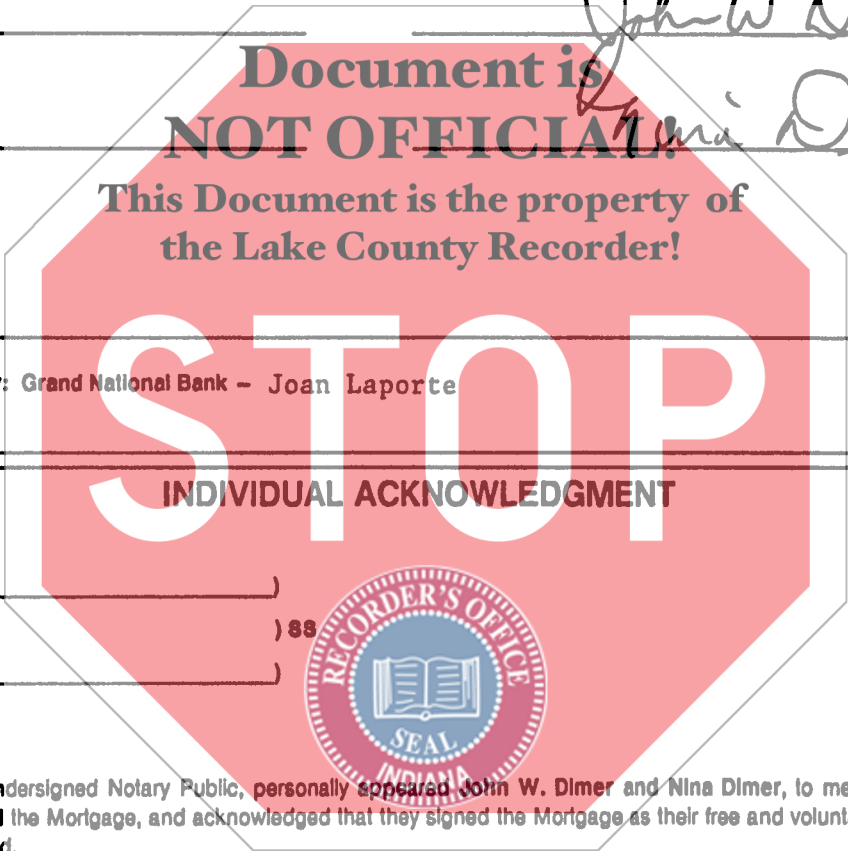 John W D
Document is
NOT OFFICIAL!
Nina D
This Document is the property of
the Lake County Recorder!
STOP
: Grand National Bank – Joan Laporte
INDIVIDUAL ACKNOWLEDGMENT
)
) SS
)
RECORDER'S OFFICE
SEAL
INDIANA
ndersigned Notary Public, personally appeared John W. Dimer and Nina Dimer, to me
the Mortgage, and acknowledged that they signed the Mortgage as their free and volunt
d.